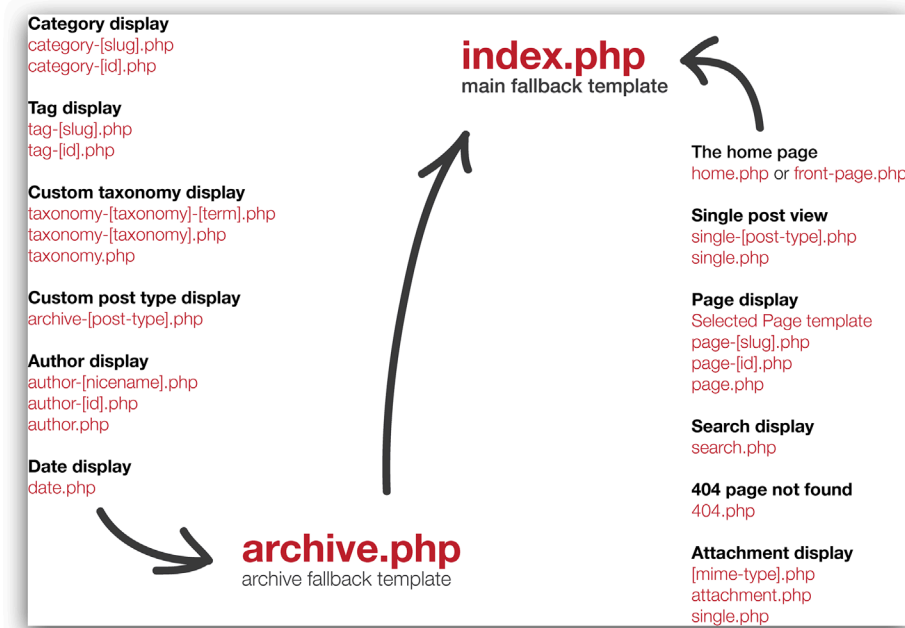 Category display
category-[slug].php
category-[id].php
Tag display
tag-[slug].php
tag-[id].php
Custom taxonomy display
taxonomy-[taxonomy]-[term].php
taxonomy-[taxonomy].php
taxonomy.php
Custom post type display
archive-[post-type].php
Author display
author-[nicename].php
author-[id].php
author.php
Date display
date.php
archive.php
archive fallback template
index.php
main fallback template
The home page
home.php or front-page.php
Single post view
single-[post-type].php
single.php
Page display
Selected Page template
page-[slug].php
page-[id].php
page.php
Search display
search.php
404 page not found
404.php
Attachment display
[mime-type].php
attachment.php
single.php